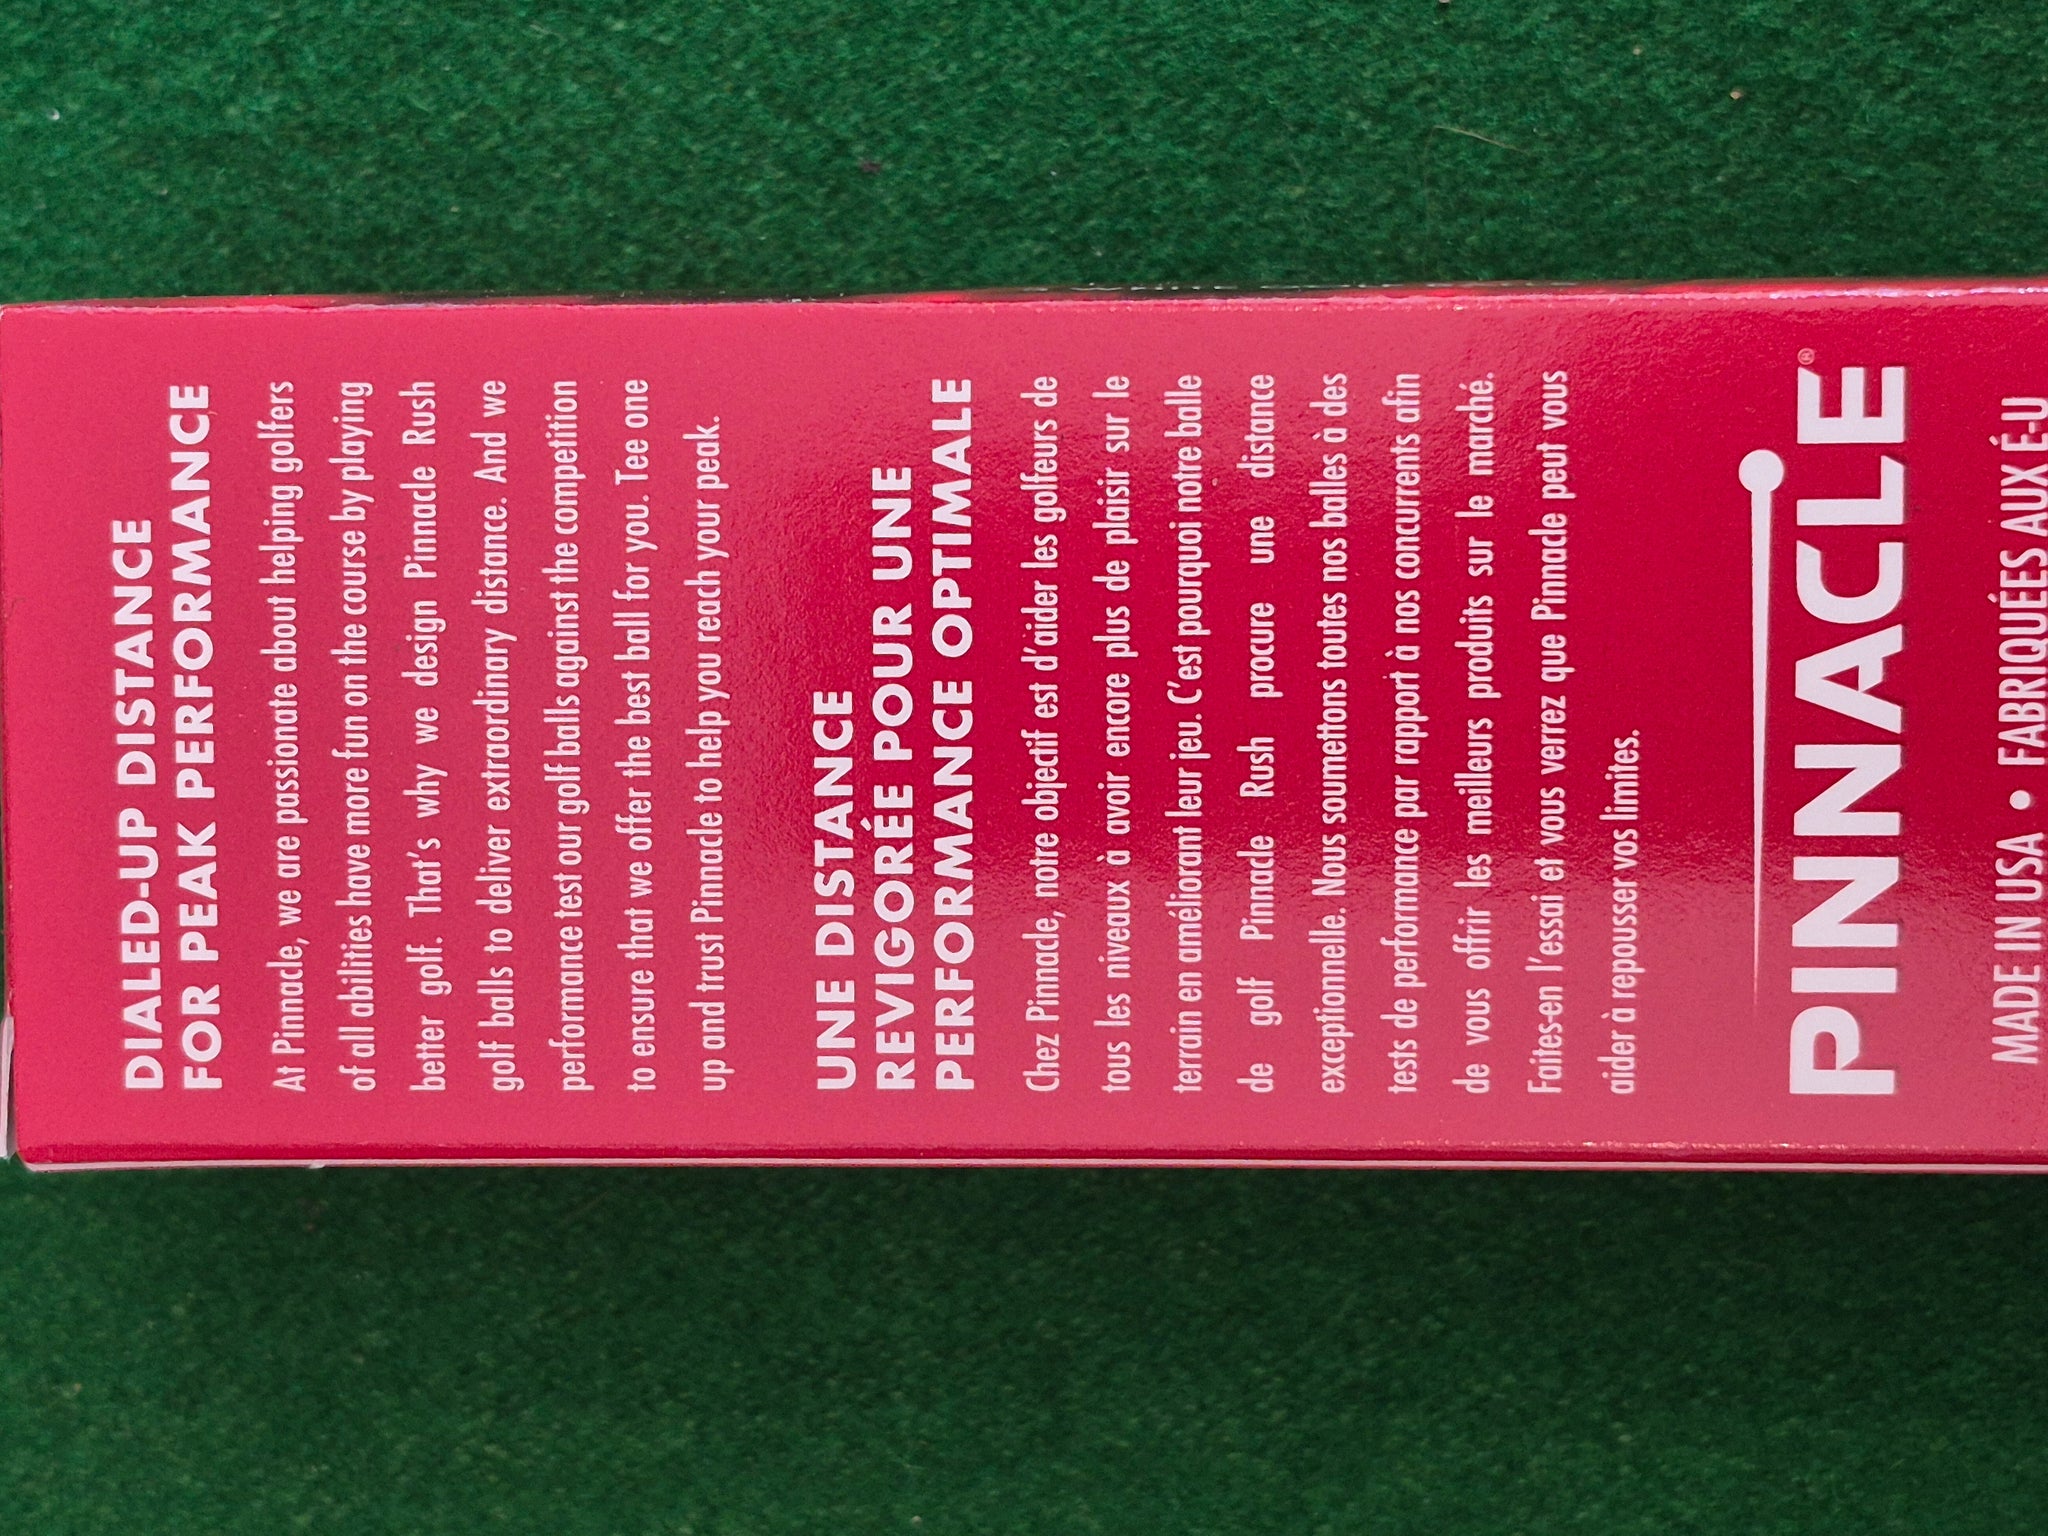 DIALED-UP DISTANCE
FOR PEAK PERFORMANCE
At Pinnacle, we are passionate about helping golfers
of all abilities have more fun on the course by playing
better golf. That's why we design Pinnacle Rush
golf balls to deliver extraordinary distance. And we
performance test our golf balls against the competition
to ensure that we offer the best ball for you. Tee one
up and trust Pinnacle to help you reach your peak.
UNE DISTANCE
REVIGORÉE POUR UNE
PERFORMANCE OPTIMALE
Chez Pinnacle, notre objectif est d'aider les golfeurs de
tous les niveaux à avoir encore plus de plaisir sur le
terrain en améliorant leur jeu. C'est pourquoi notre balle
de golf Pinnacle Rush procure une distance
exceptionnelle. Nous soumettons toutes nos balles à des
tests de performance par rapport à nos concurrents afin
de vous offrir les meilleurs produits sur le marché.
Faites-en l'essai et vous verrez que Pinnacle peut vous
aider à repousser vos limites.
PINNACLE®
MADE IN USA • FABRIQUÉES AUX É-U